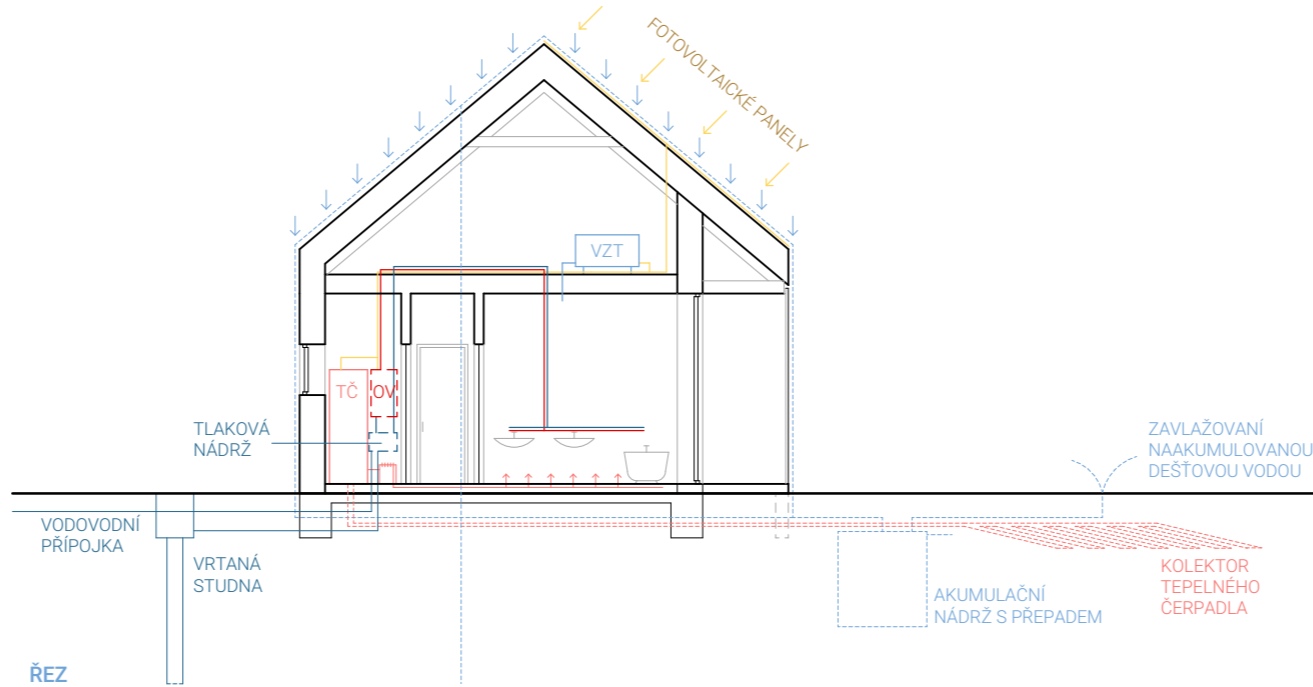 FOTOVOLTAICKÉ PANELY
VZT
TČ
OV
TLAKOVÁ
NÁDRŽ
ZAVLAŽOVANÍ
NAAKUMULOVANOU
DEŠŤOVOU VODOU
VODOVODNÍ
PŘÍPOJKA
VRTANÁ
STUDNA
KOLEKTOR
TEPELNÉHO
ČERPADLA
AKUMULAČNÍ
NÁDRŽ S PŘEPADEM
ŘEZ